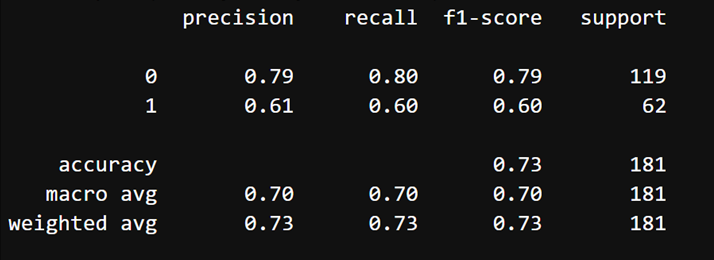 precision recall f1-score support
0 0.79 0.80 0.79 119
1 0.61 0.60 0.60 62
accuracy 0.73 181
macro avg 0.70 0.70 0.70 181
weighted avg 0.73 0.73 0.73 181